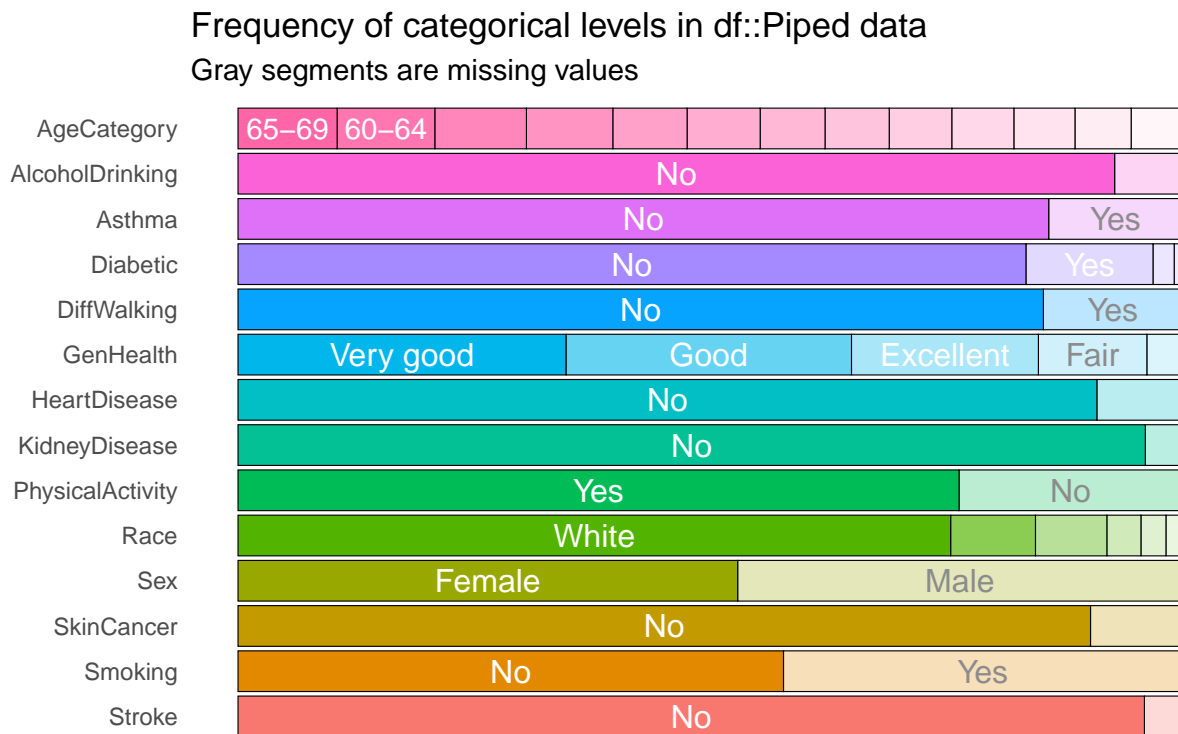 Frequency of categorical levels in df::Piped data
Gray segments are missing values
AgeCategory 65−69 60−64
AlcoholDrinking No
Asthma No Yes
Diabetic No Yes
DiffWalking No Yes
GenHealth Very good Good Excellent Fair
HeartDisease No
KidneyDisease No
PhysicalActivity Yes No
Race White
Sex Female Male
SkinCancer No
Smoking No Yes
Stroke No